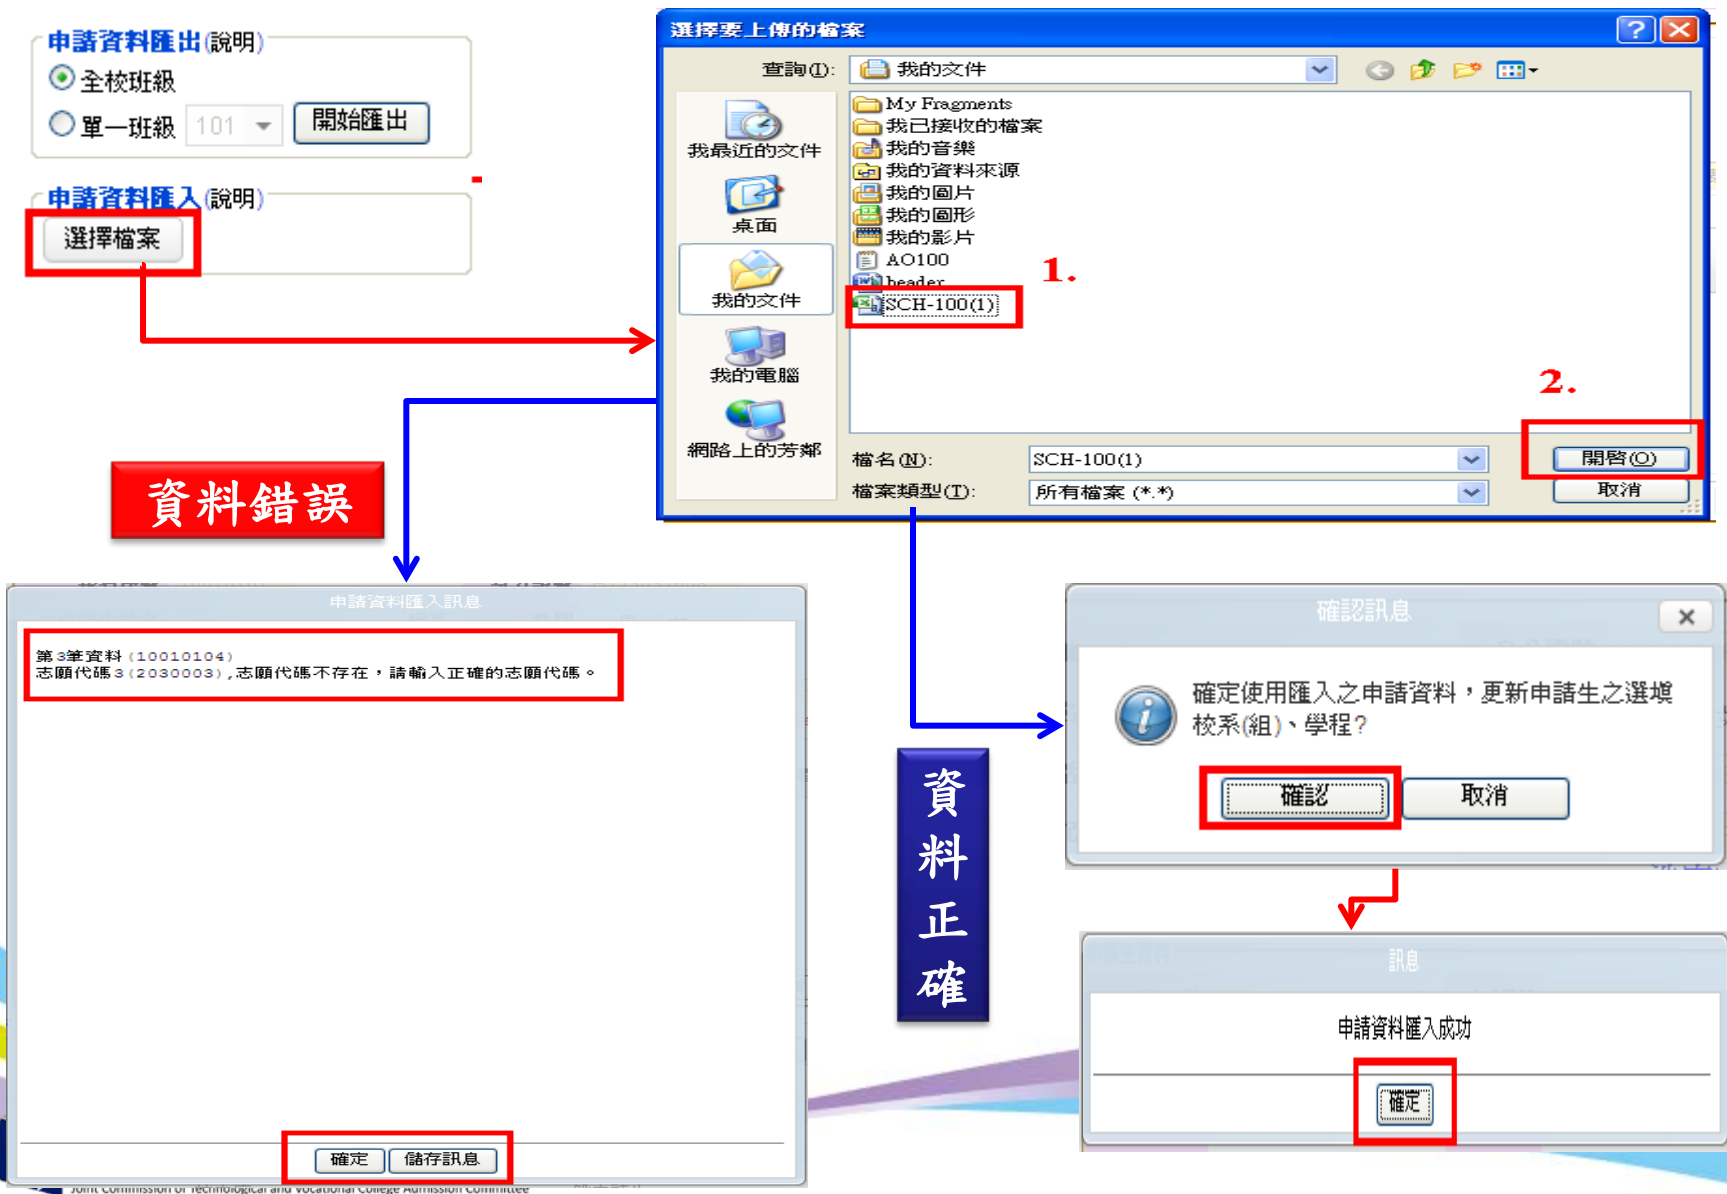 申請資料匯出(說明)
全校班級
單一班級 101 開始匯出
申請資料匯入(說明)
選擇檔案
選擇要上傳的檔案
查詢(I): 我的文件
我最近的文件
桌面
我的文件
我的電腦
網路上的芳鄰
My Fragments
我已接收的檔案
我的音樂
我的資料來源
我的圖片
我的圖形
我的影片
AO100
header
SCH-100(1)
1.
2.
檔名(N): SCH-100(1) 開啓(O)
檔案類型(T): 所有檔案 (*.*) 取消
資料錯誤
申請資料匯入訊息
第3筆資料(10010104)
志願代碼3(2030003),志願代碼不存在，請輸入正確的志願代碼。
確定 儲存訊息
資料正確
確認訊息
確定使用匯入之申請資料，更新申請生之選填
校系(組)、學程?
確認 取消
訊息
申請資料匯入成功
確定
Joint Commission of Technological and Vocational College Admission Committee